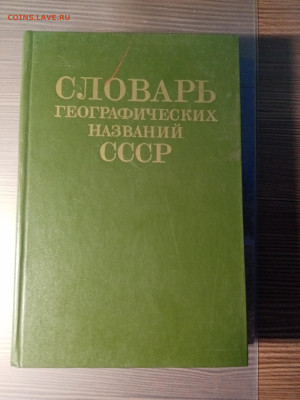 COINS.LAVE.RU
СЛОВАРЬ
ГЕОГРАФИЧЕСКИХ
НАЗВАНИЙ
СССР